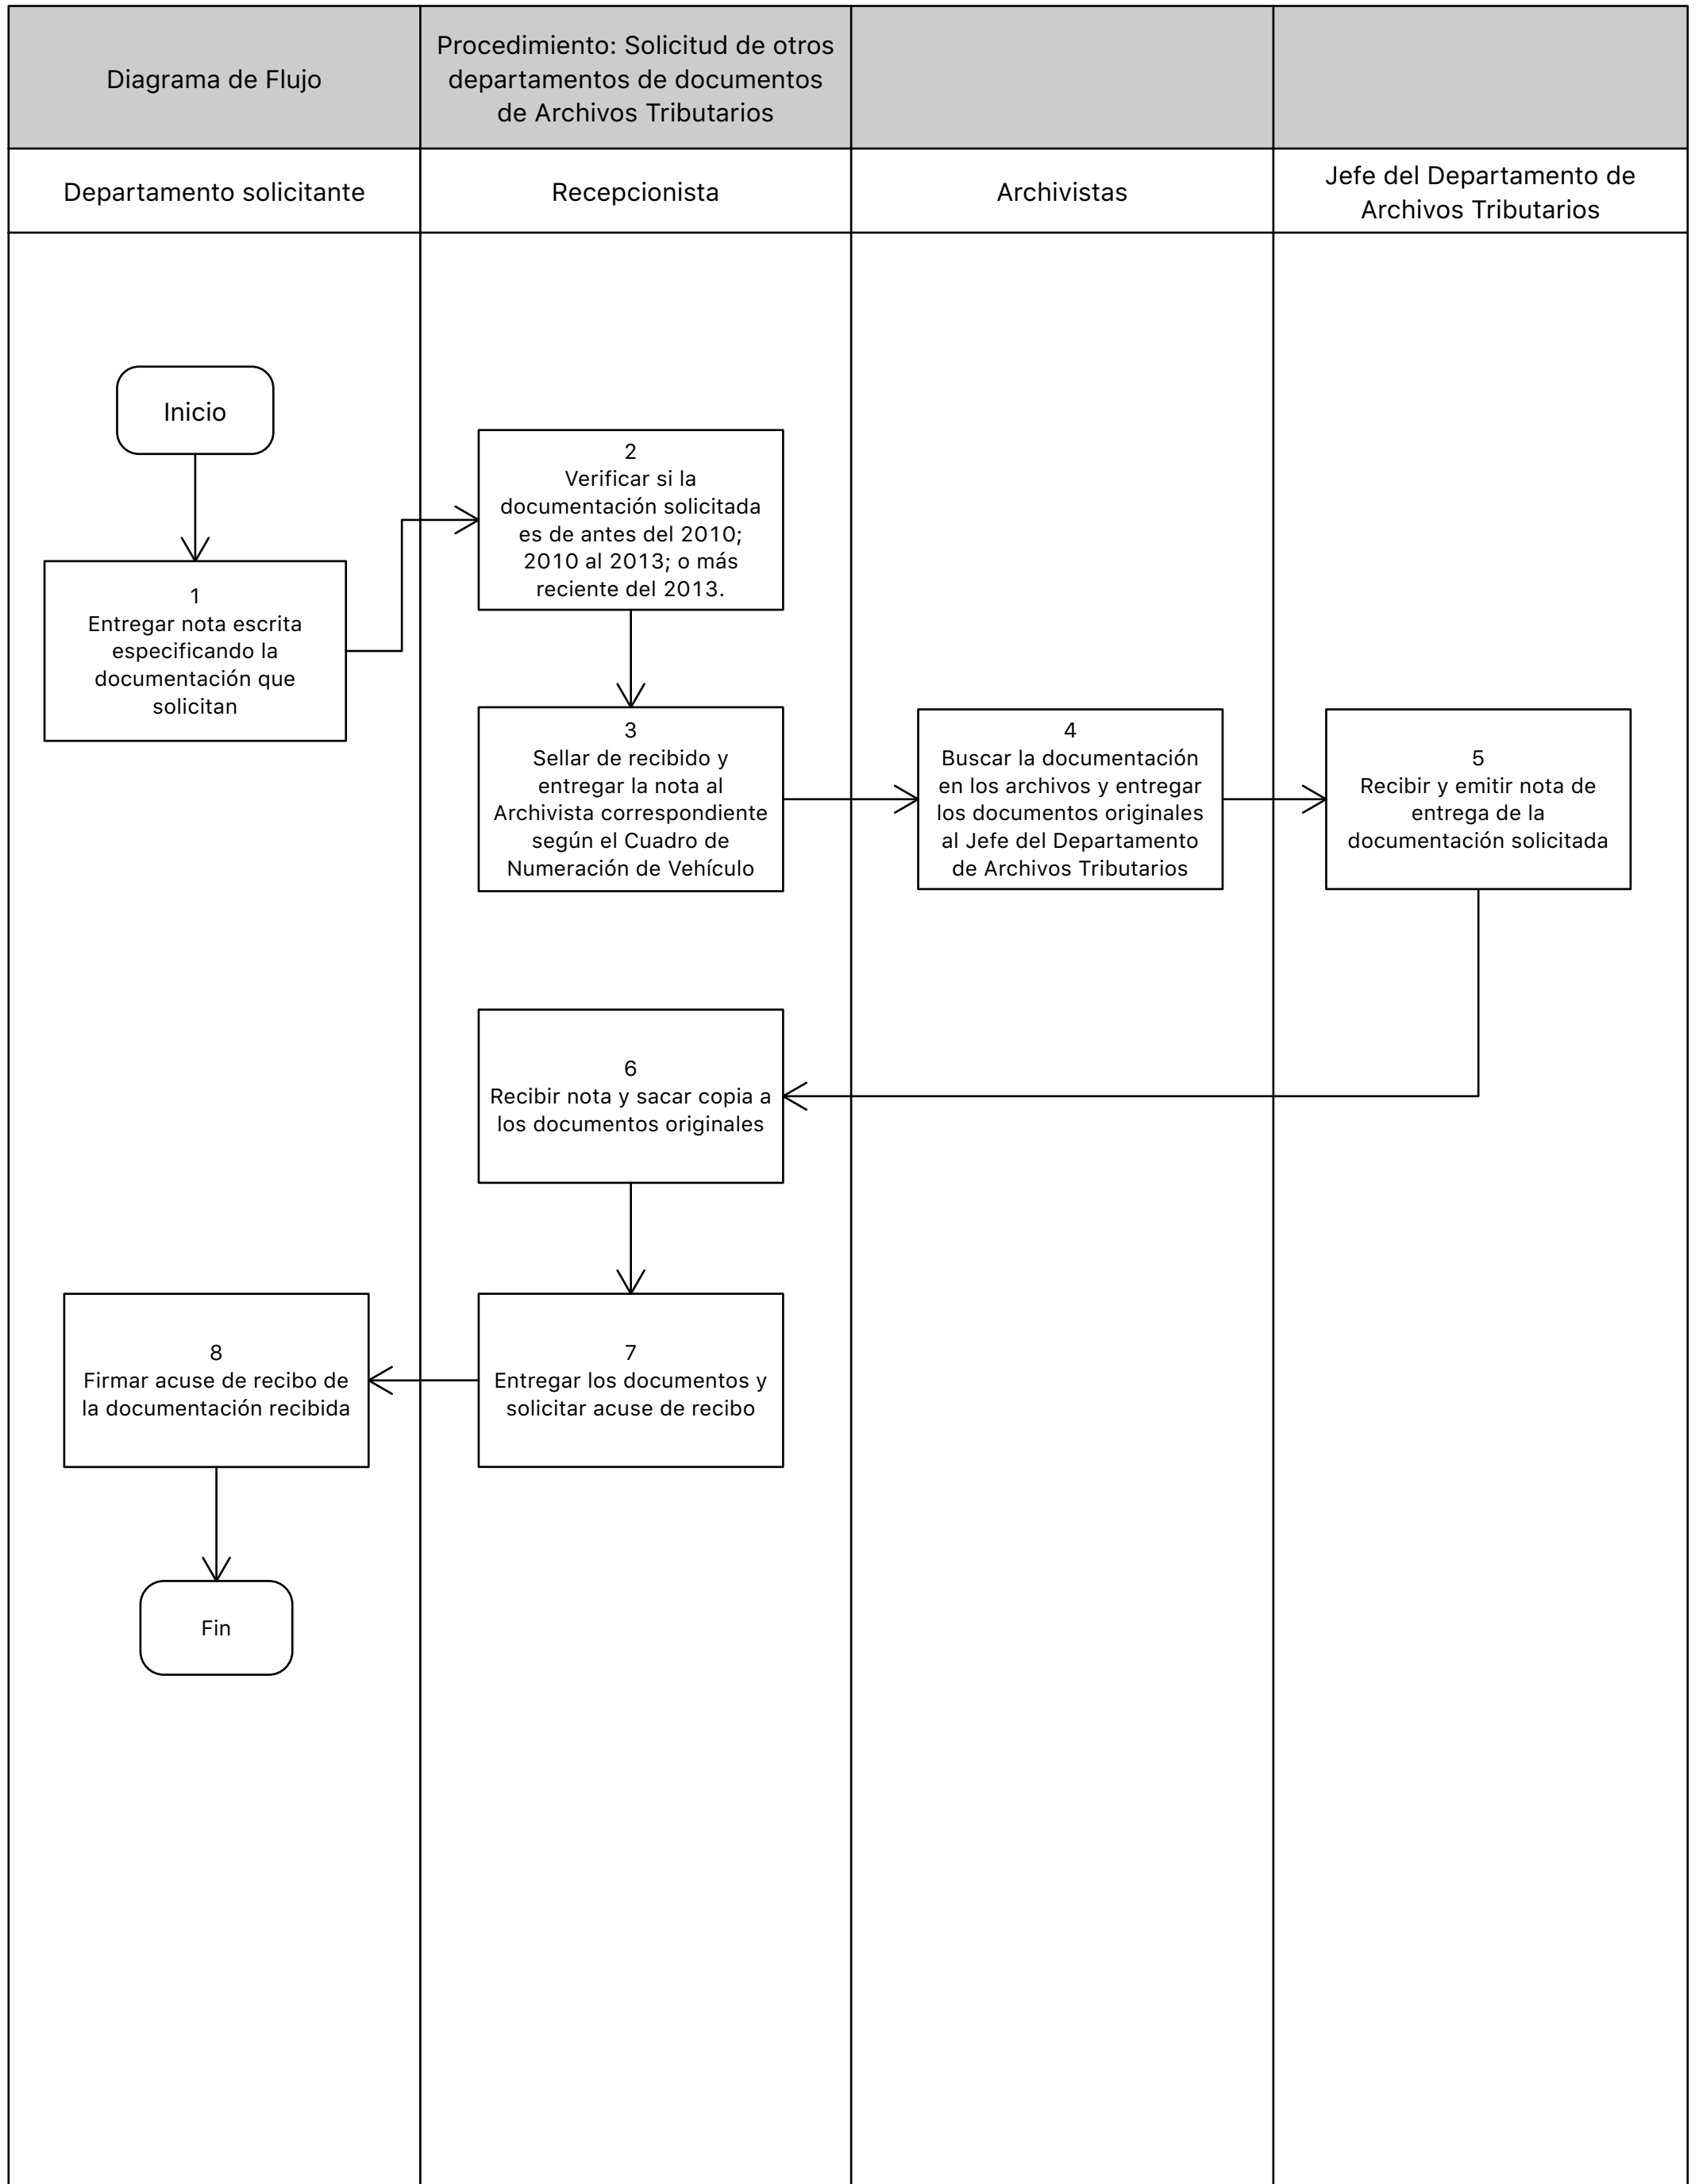 Diagrama de Flujo
Procedimiento: Solicitud de otros
departamentos de documentos
de Archivos Tributarios
Departamento solicitante
Recepcionista
Archivistas
Jefe del Departamento de
Archivos Tributarios
Inicio
1
Entregar nota escrita
especificando la
documentación que
solicitan
2
Verificar si la
documentación solicitada
es de antes del 2010;
2010 al 2013; o más
reciente del 2013.
3
Sellar de recibido y
entregar la nota al
Archivista correspondiente
según el Cuadro de
Numeración de Vehículo
4
Buscar la documentación
en los archivos y entregar
los documentos originales
al Jefe del Departamento
de Archivos Tributarios
5
Recibir y emitir nota de
entrega de la
documentación solicitada
6
Recibir nota y sacar copia a
los documentos originales
7
Entregar los documentos y
solicitar acuse de recibo
8
Firmar acuse de recibo de
la documentación recibida
Fin